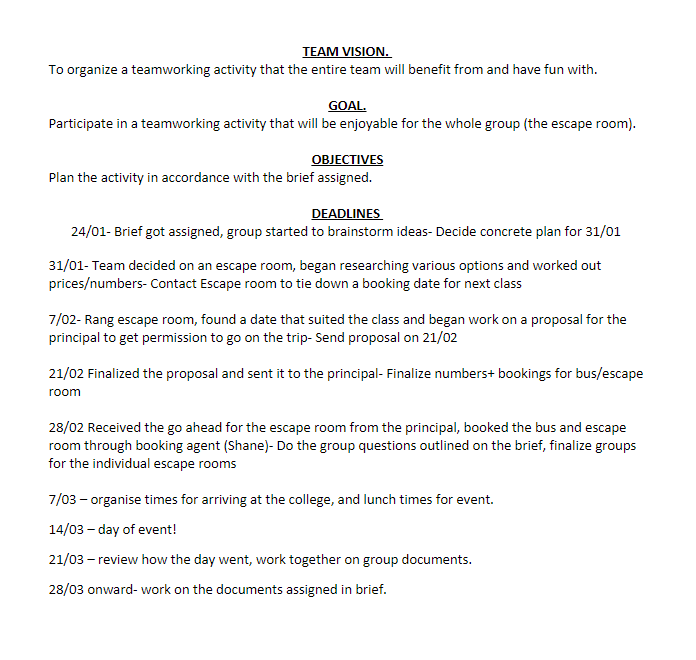 TEAM VISION.
To organize a teamworking activity that the entire team will benefit from and have fun with.
GOAL.
Participate in a teamworking activity that will be enjoyable for the whole group (the escape room).
OBJECTIVES
Plan the activity in accordance with the brief assigned.
DEADLINES
24/01- Brief got assigned, group started to brainstorm ideas- Decide concrete plan for 31/01
31/01- Team decided on an escape room, began researching various options and worked out
prices/numbers- Contact Escape room to tie down a booking date for next class
7/02- Rang escape room, found a date that suited the class and began work on a proposal for the
principal to get permission to go on the trip- Send proposal on 21/02
21/02 Finalized the proposal and sent it to the principal- Finalize numbers+ bookings for bus/escape
room
28/02 Received the go ahead for the escape room from the principal, booked the bus and escape
room through booking agent (Shane)- Do the group questions outlined on the brief, finalize groups
for the individual escape rooms
7/03 – organise times for arriving at the college, and lunch times for event.
14/03 – day of event!
21/03 – review how the day went, work together on group documents.
28/03 onward- work on the documents assigned in brief.